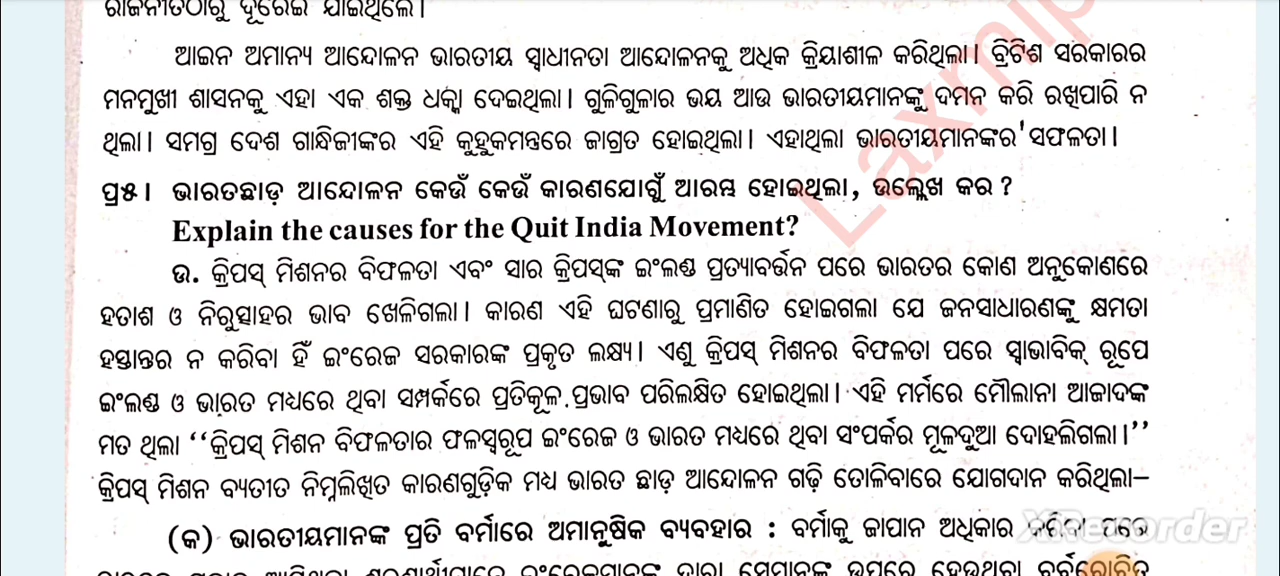 ରାଜନୀତିଠାରୁ ଦୂରେଇ ଯାଇଥିଲେ।
ଆଇନ ଅମାନ୍ୟ ଆନ୍ଦୋଳନ ଭାରତୀୟ ସ୍ୱାଧୀନତା ଆନ୍ଦୋଳନକୁ ଅଧିକ କ୍ରିୟାଶୀଳ କରିଥିଲା। ବ୍ରିଟିଶ ସରକାରର
ମନମୁଖୀ ଶାସନକୁ ଏହା ଏକ ଶକ୍ତ ଧକ୍କା ଦେଇଥିଲା। ଗୁଳିଗୁଳାର ଭୟ ଆଉ ଭାରତୀୟମାନଙ୍କୁ ଦମନ କରି ରଖିପାରି ନ
ଥିଲା। ସମଗ୍ର ଦେଶ ଗାନ୍ଧିଜୀଙ୍କର ଏହି କୁହୁକମନ୍ତ୍ରରେ ଜାଗ୍ରତ ହୋଇଥିଲା। ଏହାଥିଲା ଭାରତୀୟମାନଙ୍କର ସଫଳତା।
ପ୍ର୫। ଭାରତଛାଡ଼ ଆନ୍ଦୋଳନ କେଉଁ କେଉଁ କାରଣଯୋଗୁଁ ଆରମ୍ଭ ହୋଇଥିଲା, ଉଲ୍ଲେଖ କର ?
Explain the causes for the Quit India Movement?
ଉ. କ୍ରିପସ୍ ମିଶନର ବିଫଳତା ଏବଂ ସାର କ୍ରିପସ୍‌ଙ୍କ ଇଂଲଣ୍ଡ ପ୍ରତ୍ୟାବର୍ତ୍ତନ ପରେ ଭାରତର କୋଣ ଅନୁକୋଣରେ
ହତାଶ ଓ ନିରୁତ୍ସାହର ଭାବ ଖେଳିଗଲା। କାରଣ ଏହି ଘଟଣାରୁ ପ୍ରମାଣିତ ହୋଇଗଲା ଯେ ଜନସାଧାରଣଙ୍କୁ କ୍ଷମତା
ହସ୍ତାନ୍ତର ନ କରିବା ହିଁ ଇଂରେଜ ସରକାରଙ୍କ ପ୍ରକୃତ ଲକ୍ଷ୍ୟ। ଏଣୁ କ୍ରିପସ୍ ମିଶନର ବିଫଳତା ପରେ ସ୍ୱାଭାବିକ୍ ରୂପେ
ଇଂଲଣ୍ଡ ଓ ଭାରତ ମଧ୍ୟରେ ଥିବା ସମ୍ପର୍କରେ ପ୍ରତିକୂଳ ପ୍ରଭାବ ପରିଲକ୍ଷିତ ହୋଇଥିଲା। ଏହି ମର୍ମରେ ମୌଲାନା ଆଜାଦଙ୍କ
ମତ ଥିଲା ‘‘କ୍ରିପସ୍ ମିଶନ ବିଫଳତାର ଫଳସ୍ୱରୂପ ଇଂରେଜ ଓ ଭାରତ ମଧ୍ୟରେ ଥିବା ସଂପର୍କର ମୂଳଦୁଆ ଦୋହଲିଗଲା।’’
କ୍ରିପସ୍ ମିଶନ ବ୍ୟତୀତ ନିମ୍ନଲିଖିତ କାରଣଗୁଡ଼ିକ ମଧ୍ୟ ଭାରତ ଛାଡ଼ ଆନ୍ଦୋଳନ ଗଢ଼ି ତୋଳିବାରେ ଯୋଗଦାନ କରିଥିଲା–
(କ) ଭାରତୀୟମାନଙ୍କ ପ୍ରତି ବର୍ମାରେ ଅମାନୁଷିକ ବ୍ୟବହାର : ବର୍ମାକୁ ଜାପାନ ଅଧିକାର କରିବା ପରେ
XRecorder